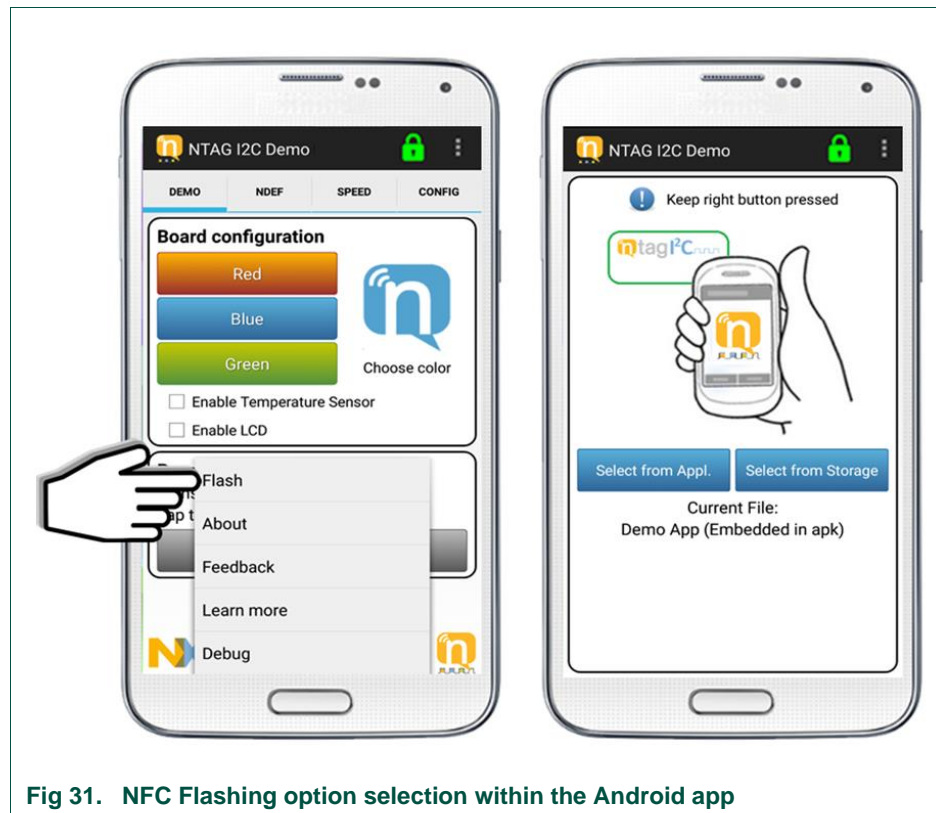 NTAG I2C Demo
DEMO NDEF SPEED CONFIG
Board configuration
Red
Blue
Green
Choose color
Enable Temperature Sensor
Enable LCD
Flash
About
Feedback
Learn more
Debug
NTAG I2C Demo
Keep right button pressed
ntag I²C
Select from Appl. Select from Storage
Current File:
Demo App (Embedded in apk)
Fig 31. NFC Flashing option selection within the Android app